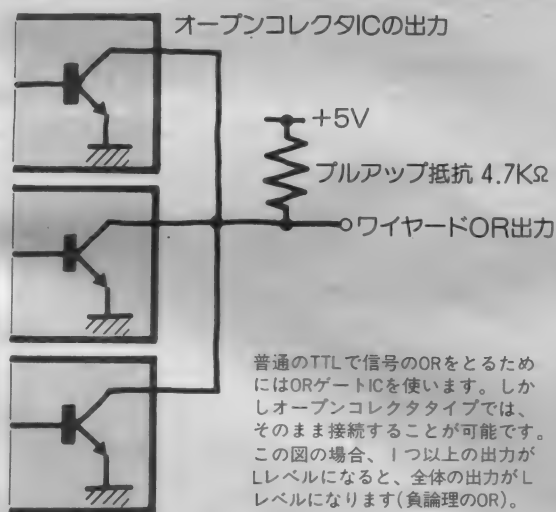 オープンコレクタICの出力
+5V
プルアップ抵抗 4.7KΩ
ワイヤードOR出力
普通のTTLで信号のORをとるため
にはORゲートICを使います。しか
しオープンコレクタタイプでは、
そのまま接続することが可能です。
この図の場合、1つ以上の出力が
Lレベルになると、全体の出力がL
レベルになります(負論理のOR)。